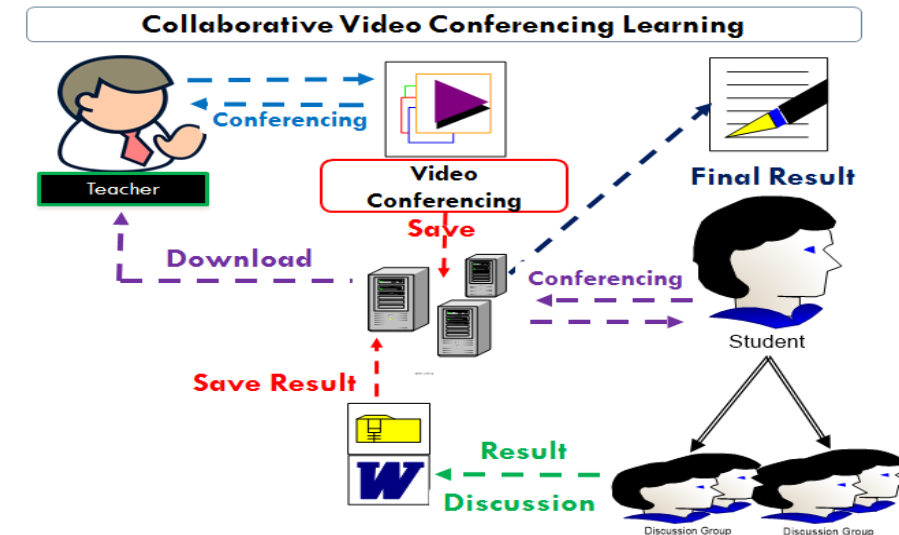 Collaborative Video Conferencing Learning
Conferencing
Teacher
Video
Conferencing
Save
Final Result
Download
Conferencing
Student
Save Result
W
Result
Discussion
Discussion Group
Discussion Group